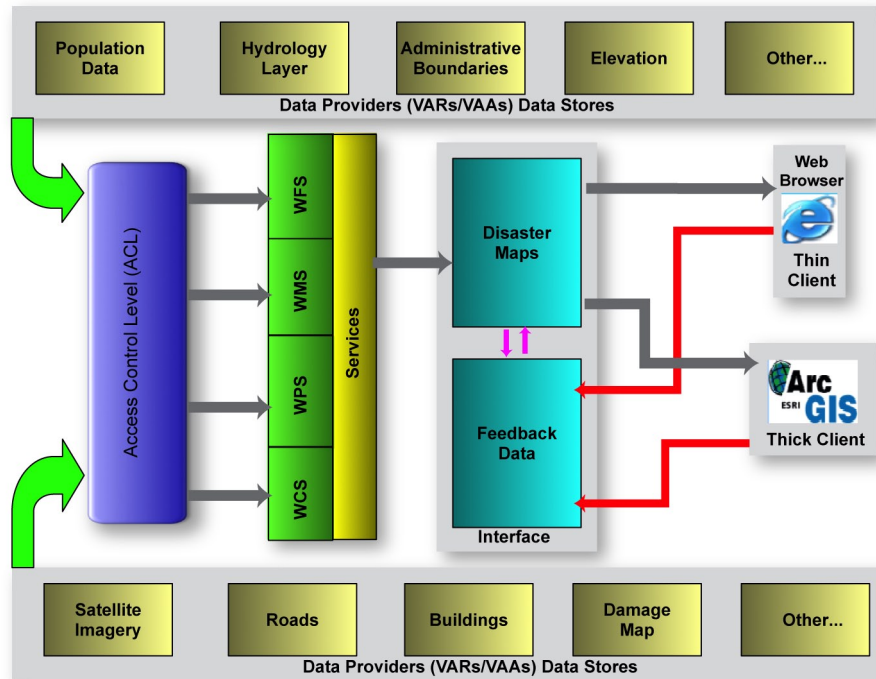 Population
Data
Hydrology
Layer
Administrative
Boundaries
Elevation
Other...
Data Providers (VARs/VAAs) Data Stores
Access Control Level (ACL)
WFS
WMS
WPS
WCS
Services
Disaster
Maps
Feedback
Data
Interface
Web
Browser
Thin
Client
Arc
ESRI
GIS
Thick Client
Satellite
Imagery
Roads
Buildings
Damage
Map
Other...
Data Providers (VARs/VAAs) Data Stores